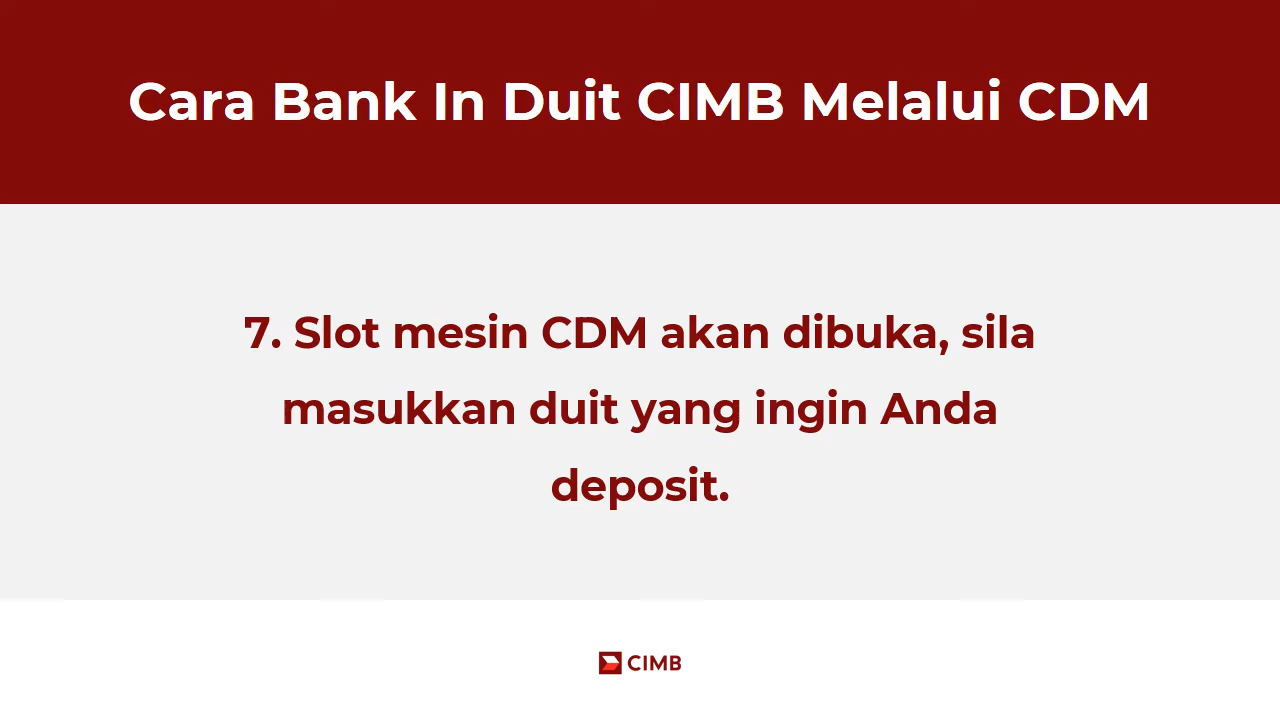 Cara Bank In Duit CIMB Melalui CDM
7. Slot mesin CDM akan dibuka, sila
masukkan duit yang ingin Anda
deposit.
CIMB